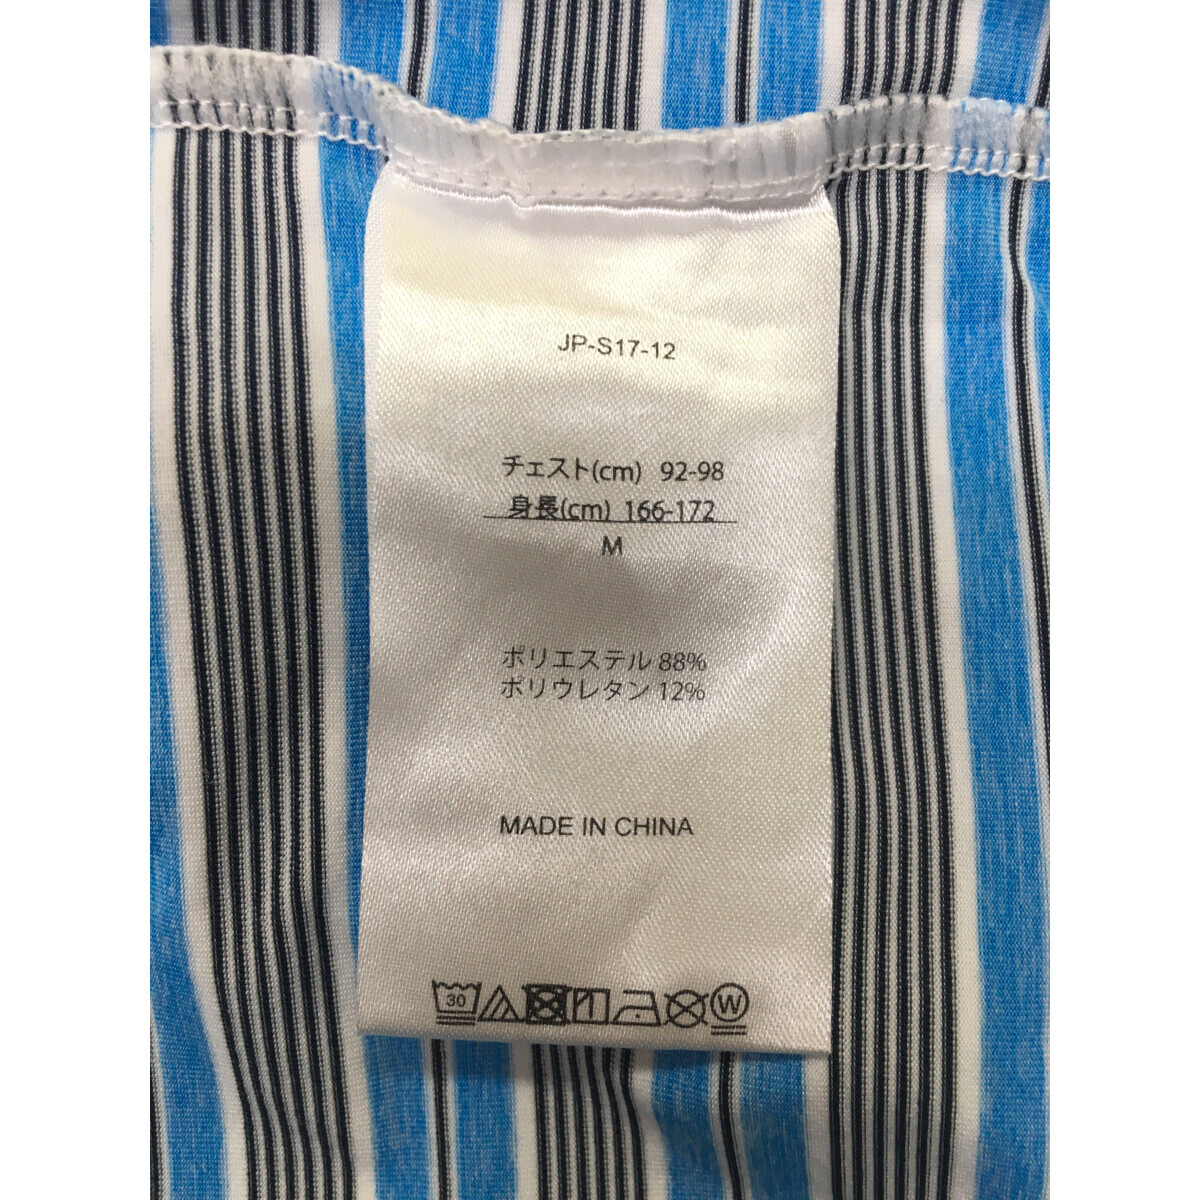 JP-S17-12
チェスト(cm) 92-98
身長(cm) 166-172
M
ポリエステル 88%
ポリウレタン 12%
MADE IN CHINA
30 W